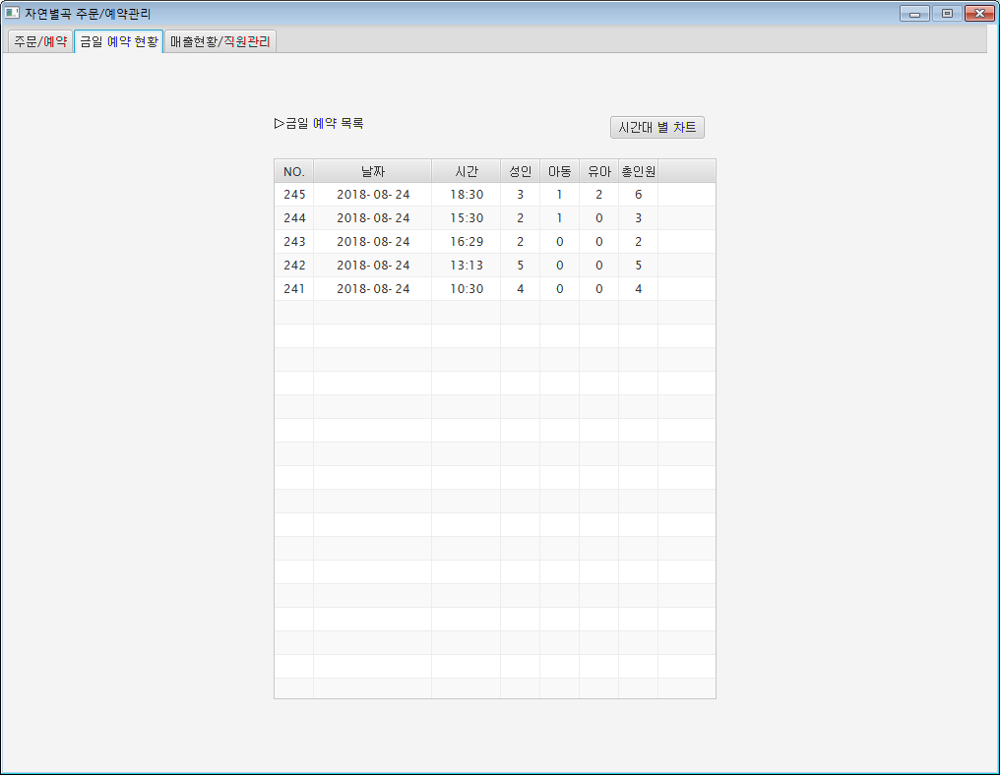 자연별곡 주문/예약관리
주문/예약 금일 예약 현황 매출현황/직원관리
▷금일 예약 목록
시간대 별 차트
NO. 날짜 시간 성인 아동 유아 총인원
245 2018-08-24 18:30 3 1 2 6
244 2018-08-24 15:30 2 1 0 3
243 2018-08-24 16:29 2 0 0 2
242 2018-08-24 13:13 5 0 0 5
241 2018-08-24 10:30 4 0 0 4